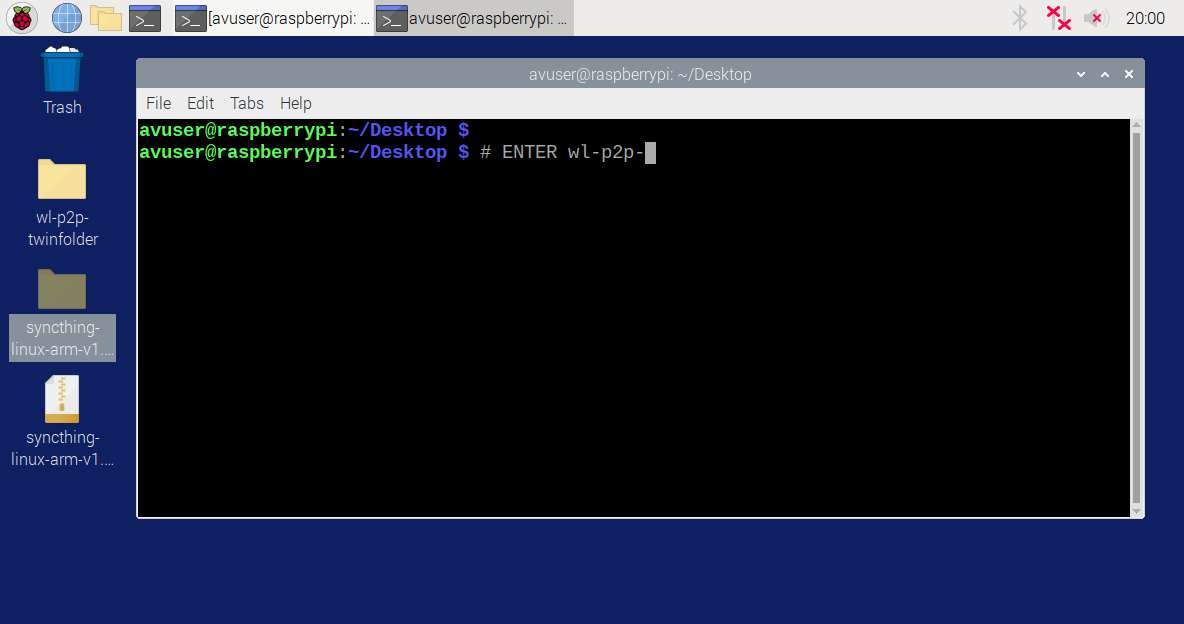 [avuser@raspberrypi: ...
avuser@raspberrypi: ...
20:00
Trash
wl-p2p-
twinfolder
syncthing-
linux-arm-v1....
syncthing-
linux-arm-v1....
avuser@raspberrypi: ~/Desktop
File Edit Tabs Help
avuser@raspberrypi:~/Desktop $
avuser@raspberrypi:~/Desktop $ # ENTER wl-p2p-